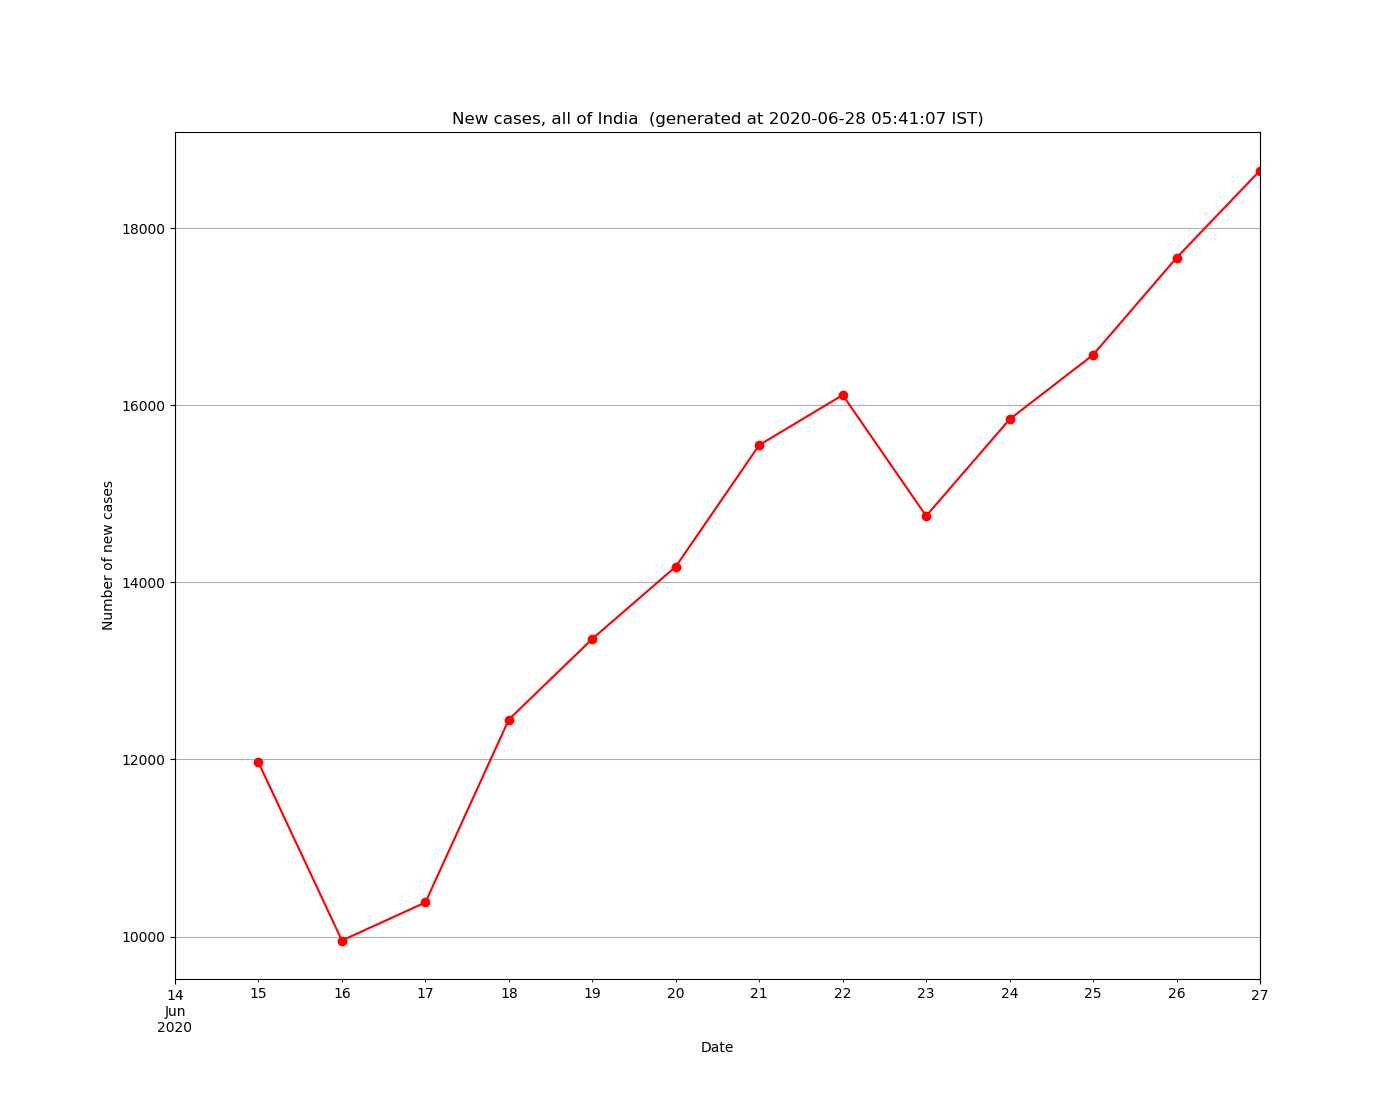 New cases, all of India  (generated at 2020-06-28 05:41:07 IST)
18000
16000
14000
12000
10000
Number of new cases
14 15 16 17 18 19 20 21 22 23 24 25 26 27
Jun
2020
Date